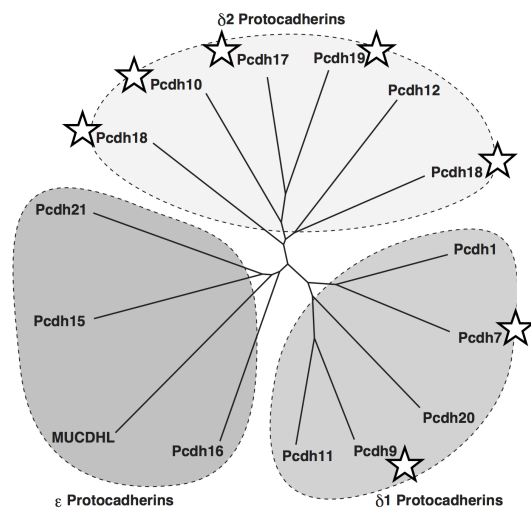 δ2 Protocadherins
Pcdh17
Pcdh19
Pcdh10
Pcdh12
Pcdh18
Pcdh18
Pcdh21
Pcdh1
Pcdh15
Pcdh7
Pcdh20
MUCDHL
Pcdh16
Pcdh11
Pcdh9
ε Protocadherins
δ1 Protocadherins